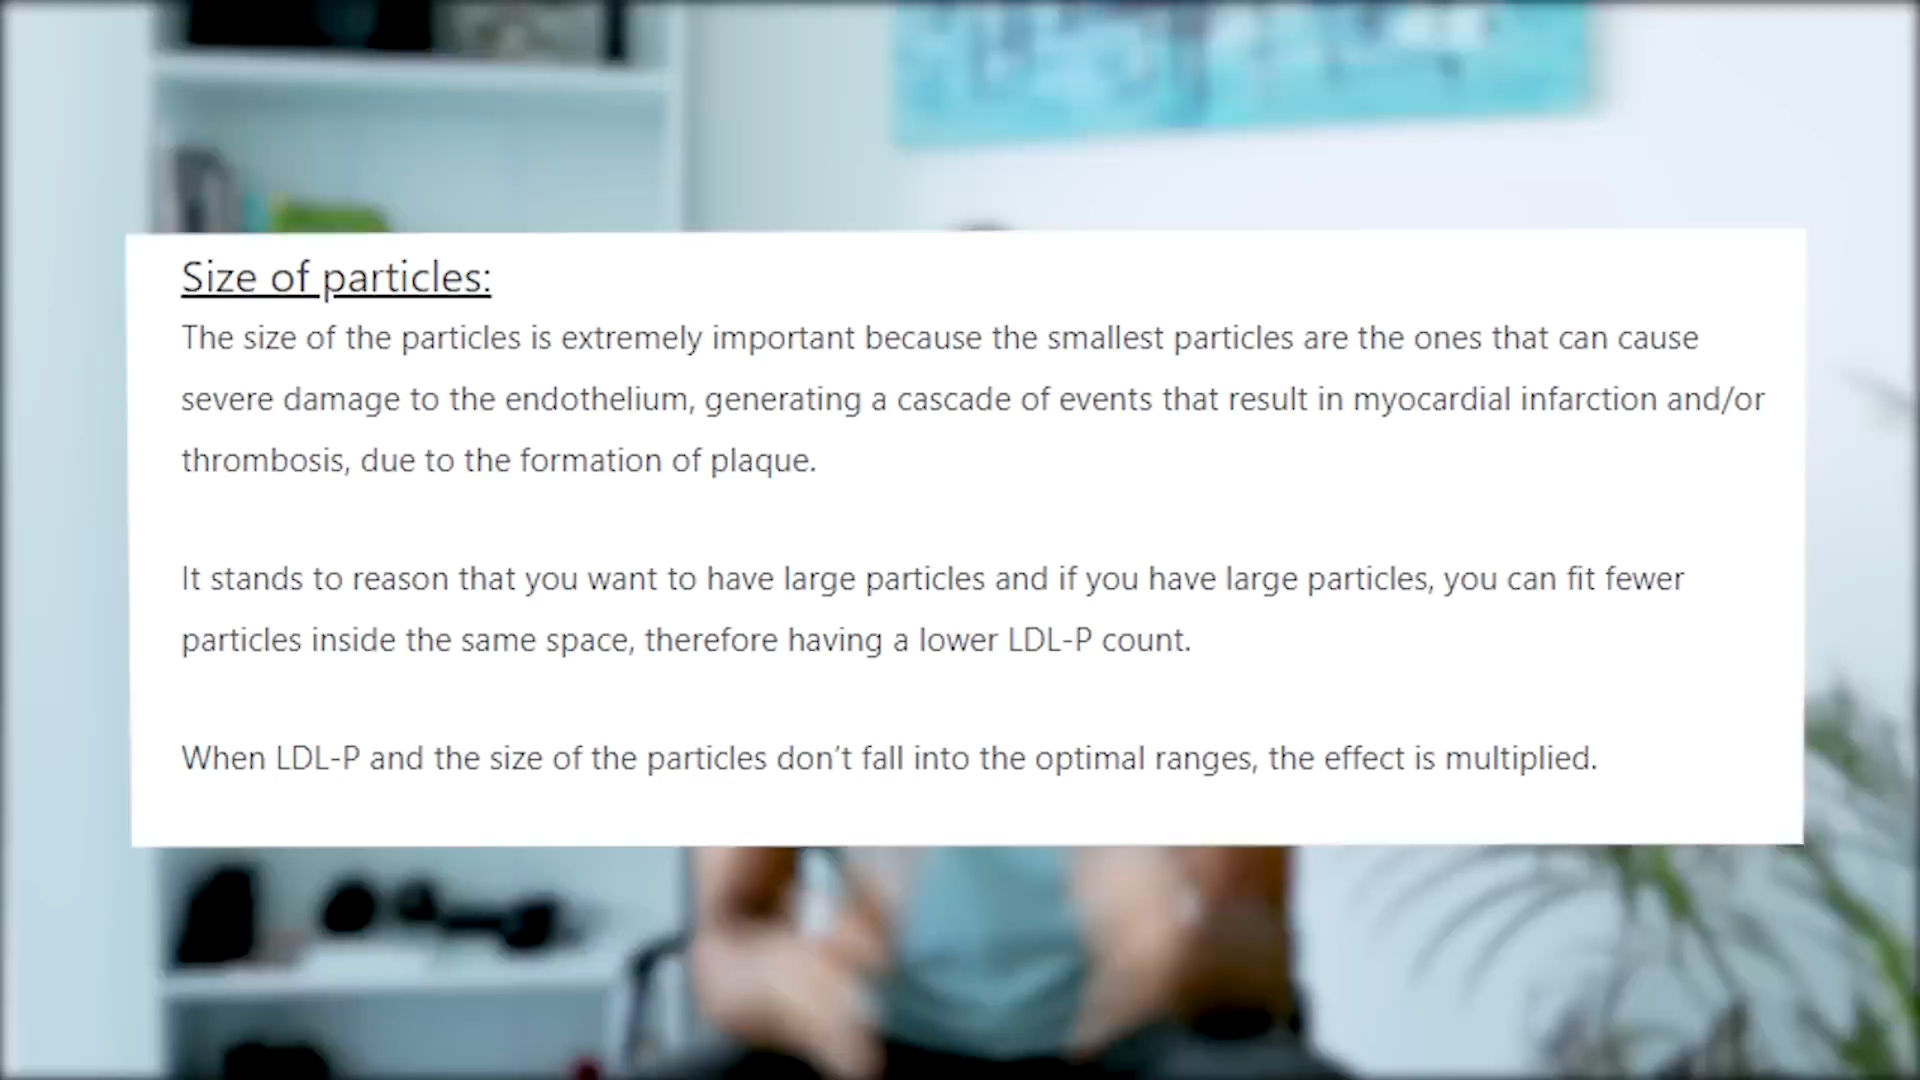 Size of particles:
The size of the particles is extremely important because the smallest particles are the ones that can cause
severe damage to the endothelium, generating a cascade of events that result in myocardial infarction and/or
thrombosis, due to the formation of plaque.
It stands to reason that you want to have large particles and if you have large particles, you can fit fewer
particles inside the same space, therefore having a lower LDL-P count.
When LDL-P and the size of the particles don’t fall into the optimal ranges, the effect is multiplied.